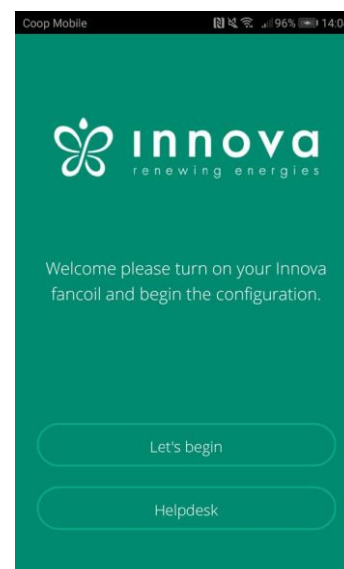 Coop Mobile 96% 14:0
ınnova
renewing energies
Welcome please turn on your Innova
fancoil and begin the configuration.
Let's begin
Helpdesk